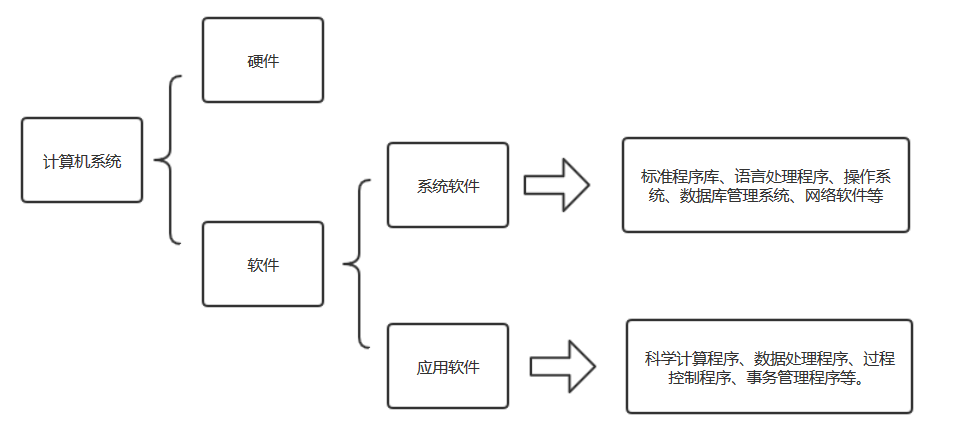 硬件
计算机系统
系统软件
标准程序库、语言处理程序、操作系
统、数据库管理系统、网络软件等
软件
应用软件
科学计算程序、数据处理程序、过程
控制程序、事务管理程序等。